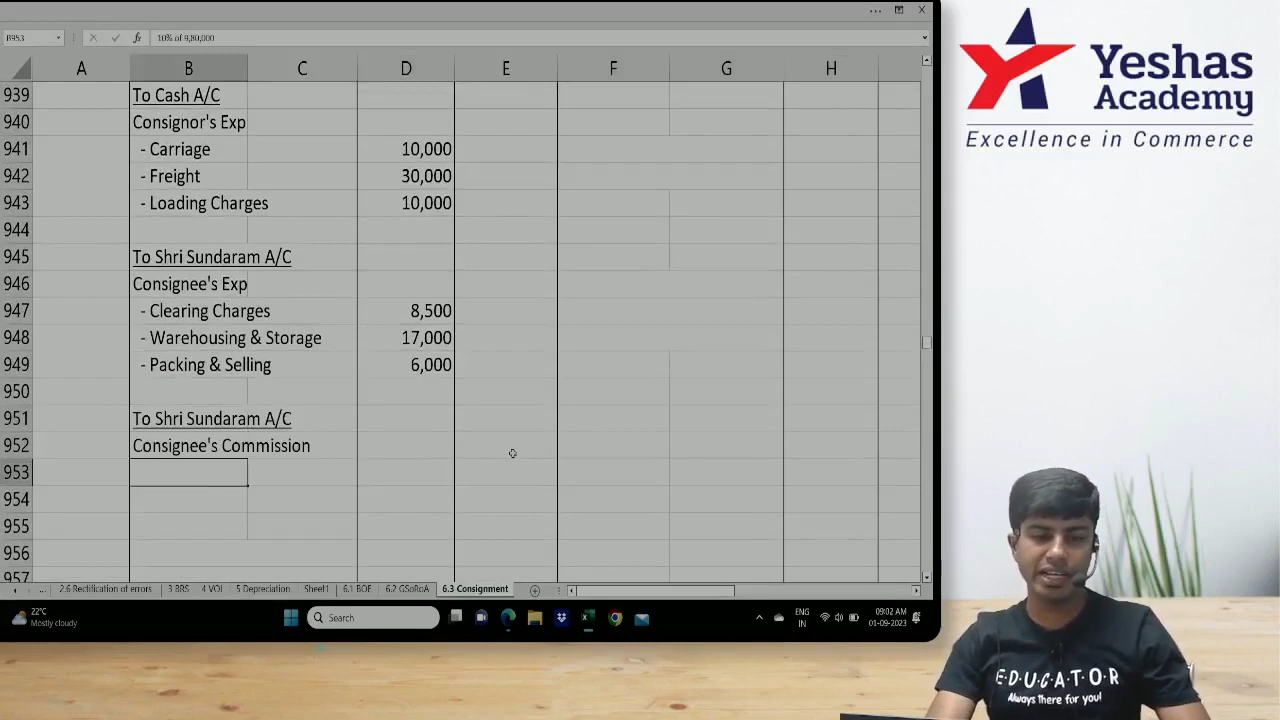 B953
fx
10% of 9,80,000
A B C D E F G H
939 To Cash A/C
940 Consignor's Exp
941 - Carriage 10,000
942 - Freight 30,000
943 - Loading Charges 10,000
944
945 To Shri Sundaram A/C
946 Consignee's Exp
947 - Clearing Charges 8,500
948 - Warehousing & Storage 17,000
949 - Packing & Selling 6,000
950
951 To Shri Sundaram A/C
952 Consignee's Commission
953
954
955
956
957
... 2.6 Rectification of errors 3 BRS 4 VOI 5 Depreciation Sheet1 6.1 BOE 6.2 GSoRoA 6.3 Consignment
22°C
Mostly cloudy
Search
ENG
IN
09:02 AM
01-09-2023
Yeshas
Academy
Excellence in Commerce
E·D·U·C·A·T·O·R
Always There for you!